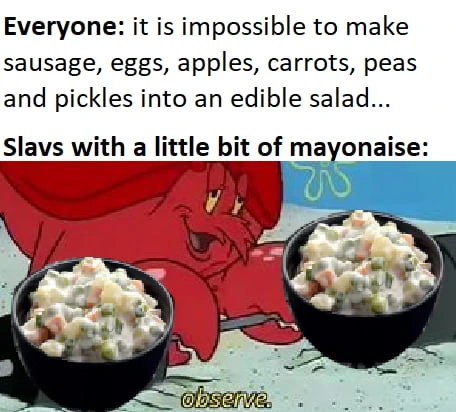 Everyone: it is impossible to make
sausage, eggs, apples, carrots, peas
and pickles into an edible salad...
Slavs with a little bit of mayonaise:
observe.